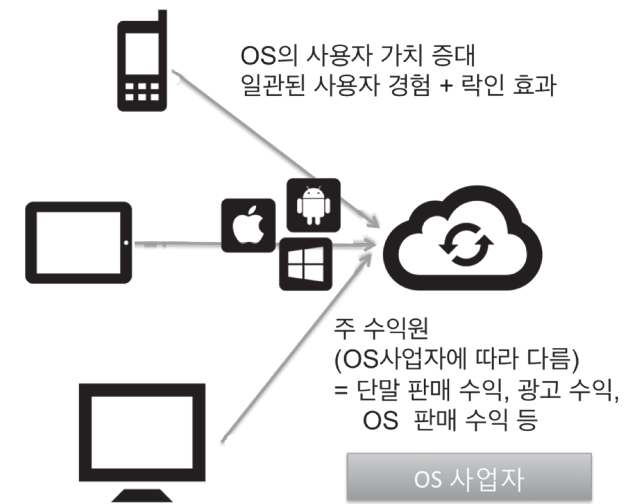 OS의 사용자 가치 증대
일관된 사용자 경험 + 락인 효과
주 수익원
(OS사업자에 따라 다름)
= 단말 판매 수익, 광고 수익,
OS 판매 수익 등
OS 사업자